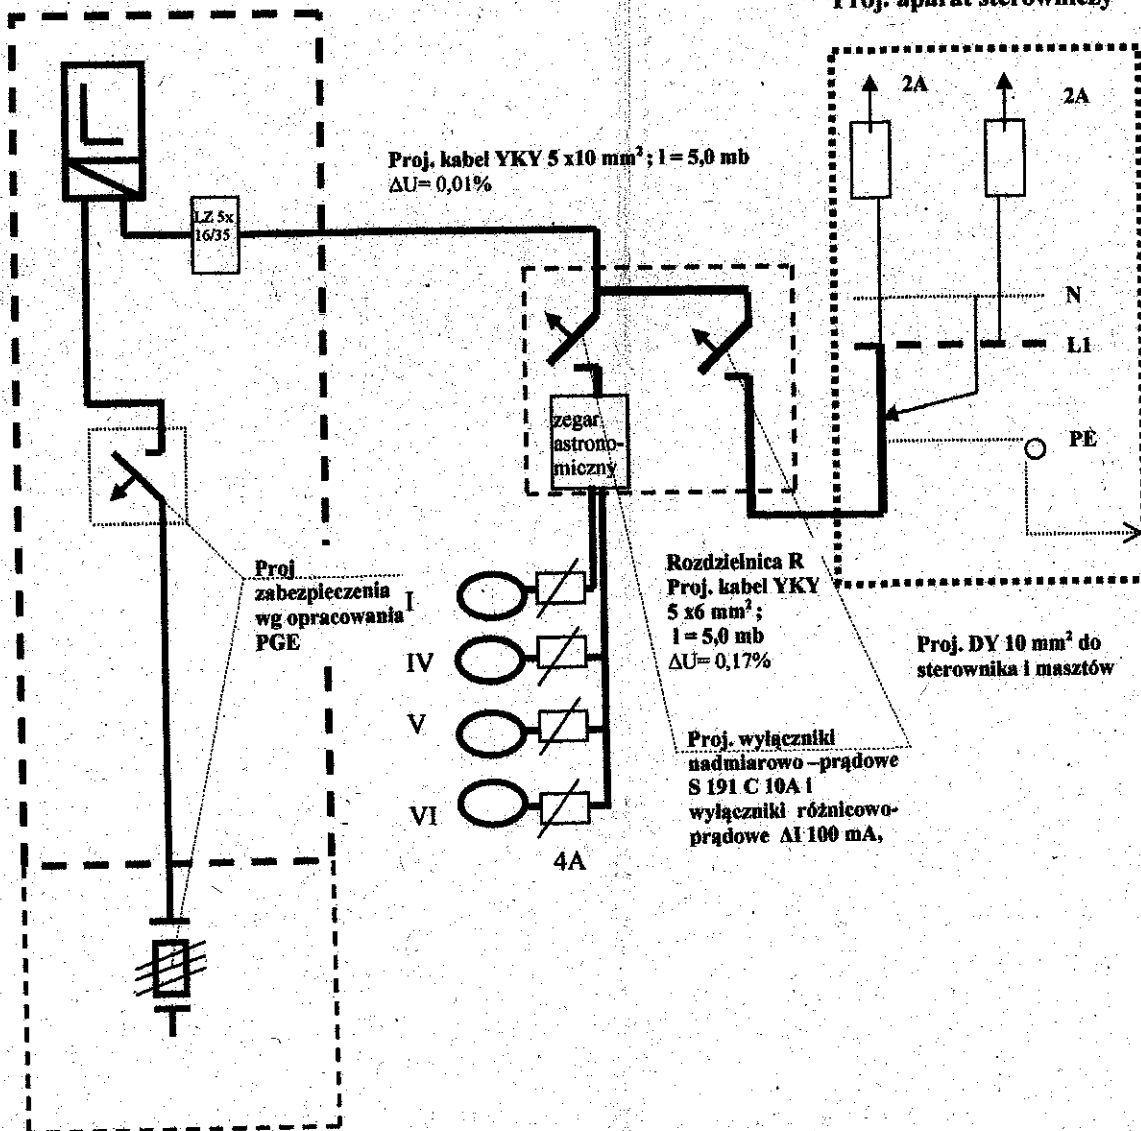 Proj. aparat sterowniczy
2A
2A
Proj. kabel YKY 5 x10 mm²; l = 5,0 mb
ΔU= 0,01%
LZ 5x
16/35
N
L1
PE
zegar
astrono-
miczny
Proj
zabezpieczenia
wg opracowania
PGE
I
IV
V
VI
4A
Rozdzielnica R
Proj. kabel YKY
5 x6 mm²;
l = 5,0 mb
ΔU= 0,17%
Proj. DY 10 mm² do
sterownika i masztów
Proj. wyłączniki
nadmiarowo –prądowe
S 191 C 10A i
wyłączniki różnicowo-
prądowe ΔI 100 mA,